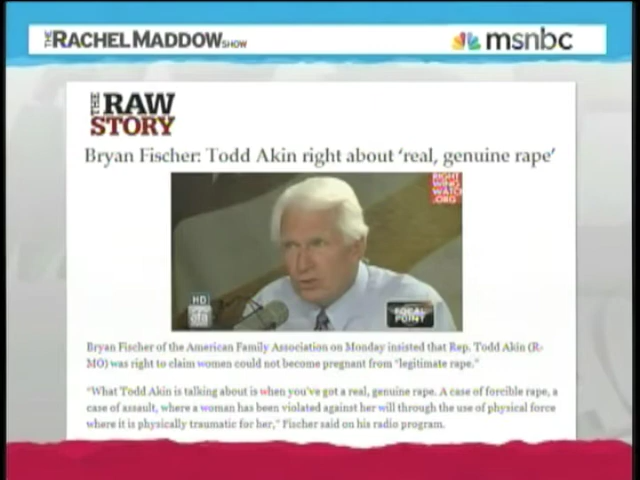 THE RACHEL MADDOW SHOW
msnbc
THE RAW STORY
Bryan Fischer: Todd Akin right about 'real, genuine rape'
RIGHT
WING
WATCH
.ORG
HD
afa
FOCAL
POINT
Bryan Fischer of the American Family Association on Monday insisted that Rep. Todd Akin (R-
MO) was right to claim women could not become pregnant from "legitimate rape."
"What Todd Akin is talking about is when you've got a real, genuine rape. A case of forcible rape, a
case of assault, where a woman has been violated against her will through the use of physical force
where it is physically traumatic for her," Fischer said on his radio program.